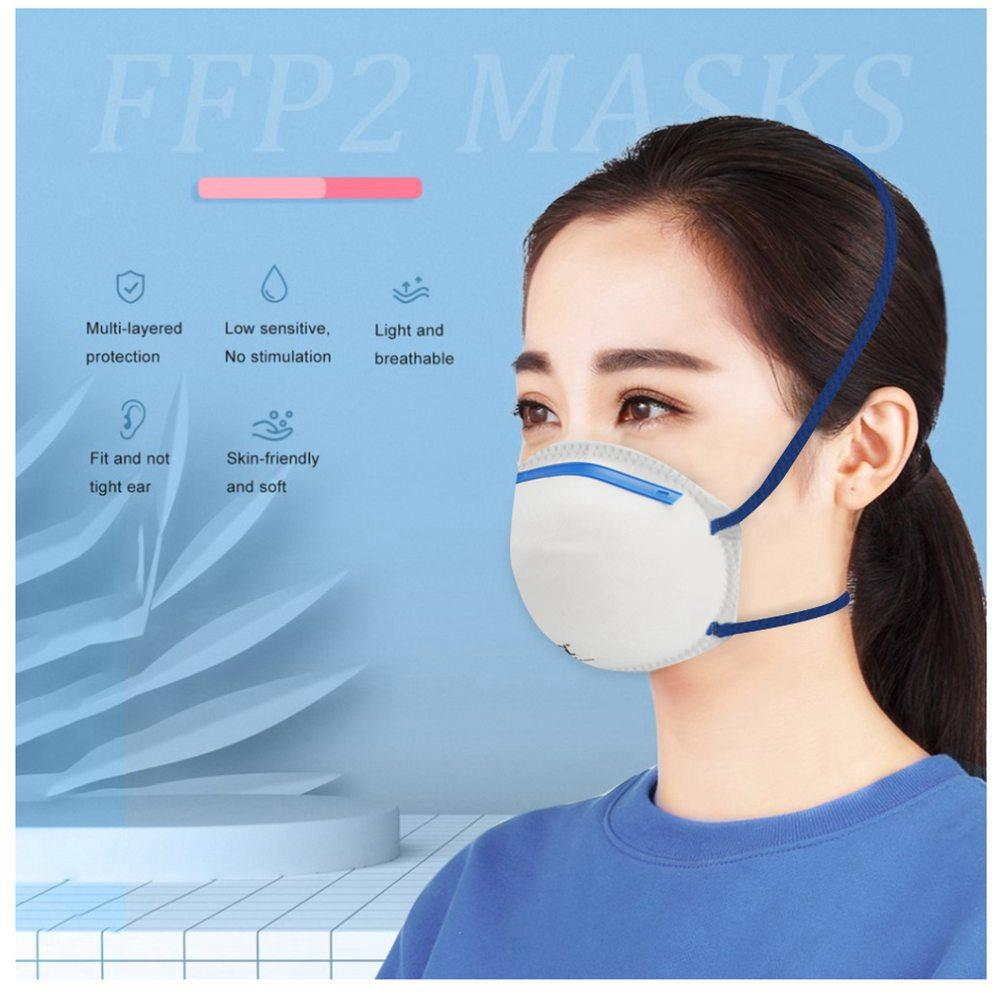 FFP2 MASKS
Multi-layered
protection
Low sensitive,
No stimulation
Light and
breathable
Fit and not
tight ear
Skin-friendly
and soft